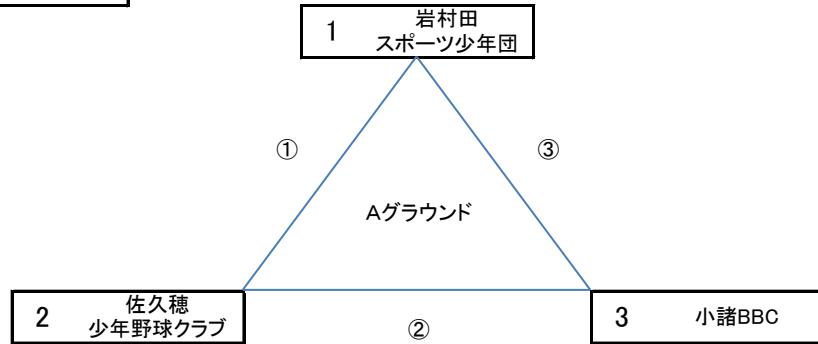 1 岩村田
スポーツ少年団
① ③
Aグラウンド
2 佐久穂
少年野球クラブ
3 小諸BBC
②